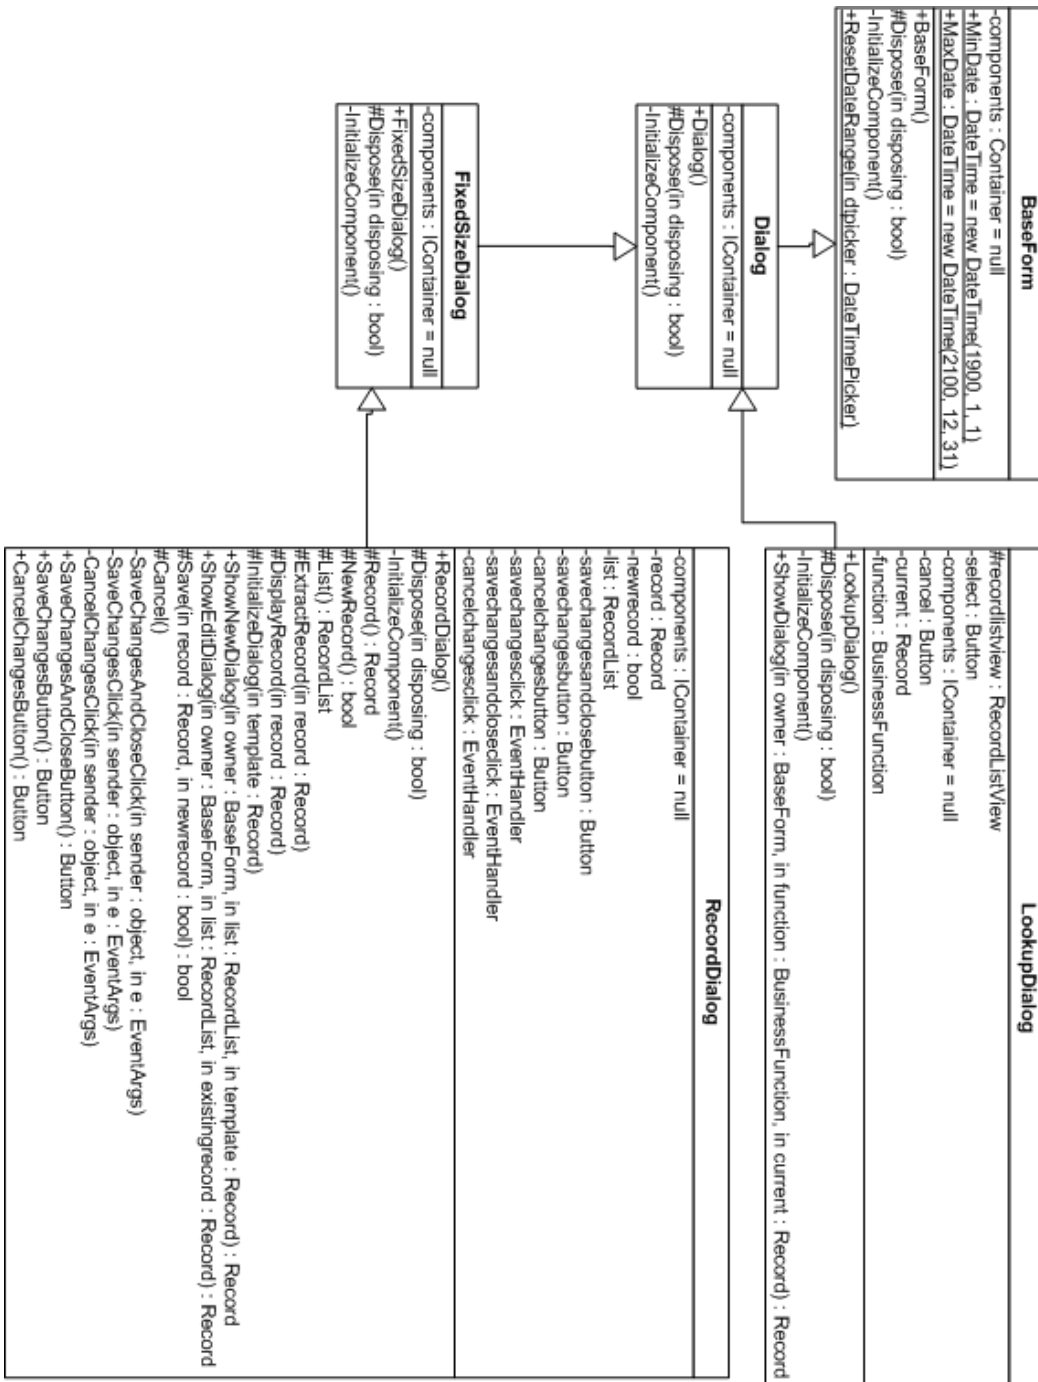 BaseForm
-components : Container = null
+MinDate : DateTime = new DateTime(1900, 1, 1)
+MaxDate : DateTime = new DateTime(2100, 12, 31)
+BaseForm()
#Dispose(in disposing : bool)
-InitializeComponent()
+ResetDateRange(in dtpicker : DateTimePicker)
Dialog
-components : IContainer = null
+Dialog()
#Dispose(in disposing : bool)
-InitializeComponent()
FixedSizeDialog
-components : IContainer = null
+FixedSizeDialog()
#Dispose(in disposing : bool)
-InitializeComponent()
LookupDialog
#recordlistview : RecordListView
-select : Button
-components : IContainer = null
-cancel : Button
-current : Record
-function : BusinessFunction
+LookupDialog()
#Dispose(in disposing : bool)
-InitializeComponent()
+ShowDialog(in owner : BaseForm, in function : BusinessFunction, in current : Record) : Record
RecordDialog
-components : IContainer = null
-record : Record
-newrecord : bool
-list : RecordList
-savechangesandclosebutton : Button
-savechangesbutton : Button
-cancelchangesbutton : Button
-savechangesclick : EventHandler
-savechangesandcloseclick : EventHandler
-cancelchangesclick : EventHandler
+RecordDialog()
#Dispose(in disposing : bool)
-InitializeComponent()
#Record() : Record
#NewRecord() : bool
#List() : RecordList
#ExtractRecord(in record : Record)
#DisplayRecord(in record : Record)
#InitializeDialog(in template : Record)
+ShowNewDialog(in owner : BaseForm, in list : RecordList, in template : Record) : Record
+ShowEditDialog(in owner : BaseForm, in list : RecordList, in existingrecord : Record) : Record
#Save(in record : Record, in newrecord : bool) : bool
#Cancel()
-SaveChangesAndCloseClick(in sender : object, in e : EventArgs)
-SaveChangesClick(in sender : object, in e : EventArgs)
-CancelChangesClick(in sender : object, in e : EventArgs)
+SaveChangesAndCloseButton() : Button
+SaveChangesButton() : Button
+CancelChangesButton() : Button